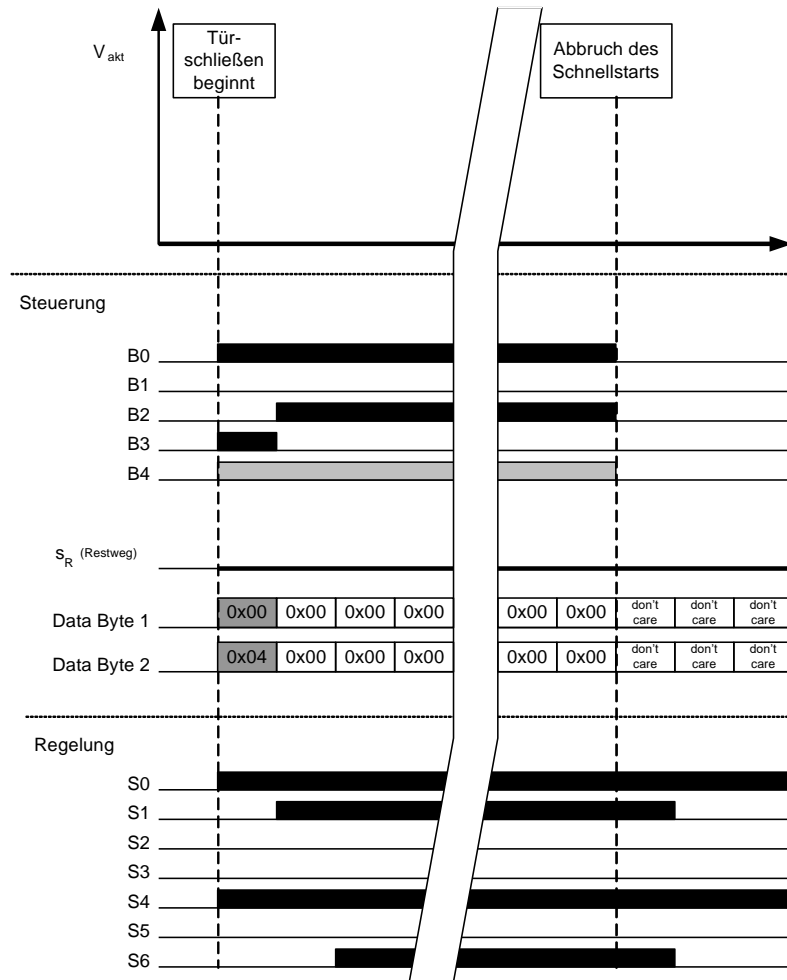 V akt
Tür-
schließen
beginnt
Abbruch des
Schnellstarts
Steuerung
B0
B1
B2
B3
B4
s R (Restweg)
Data Byte 1 0x00 0x00 0x00 0x00 0x00 0x00 don't care don't care don't care
Data Byte 2 0x04 0x00 0x00 0x00 0x00 0x00 don't care don't care don't care
Regelung
S0
S1
S2
S3
S4
S5
S6